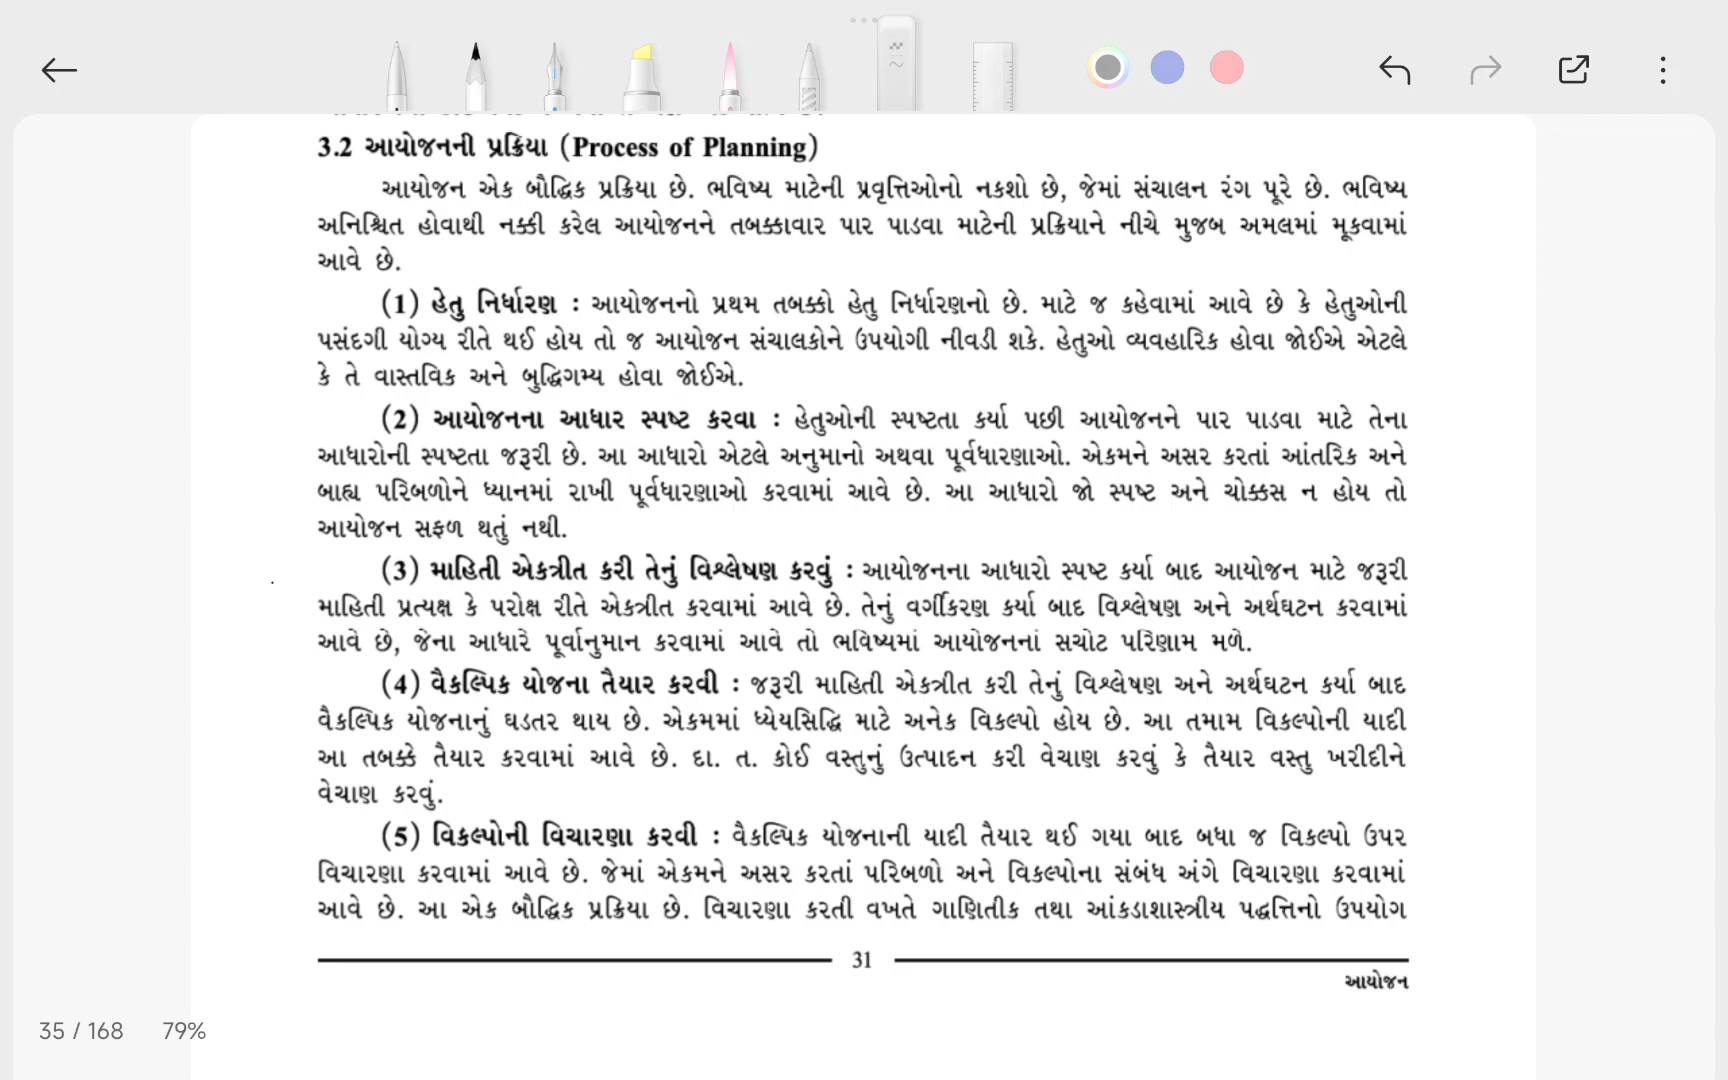 3.2 આયોજનની પ્રક્રિયા (Process of Planning)
આયોજન એક બૌદ્ધિક પ્રક્રિયા છે. ભવિષ્ય માટેની પ્રવૃત્તિઓનો નકશો છે, જેમાં સંચાલન રંગ પૂરે છે. ભવિષ્ય
અનિશ્ચિત હોવાથી નક્કી કરેલ આયોજનને તબક્કાવાર પાર પાડવા માટેની પ્રક્રિયાને નીચે મુજબ અમલમાં મૂકવામાં
આવે છે.
(1) હેતુ નિર્ધારણ : આયોજનનો પ્રથમ તબક્કો હેતુ નિર્ધારણનો છે. માટે જ કહેવામાં આવે છે કે હેતુઓની
પસંદગી યોગ્ય રીતે થઈ હોય તો જ આયોજન સંચાલકોને ઉપયોગી નીવડી શકે. હેતુઓ વ્યવહારિક હોવા જોઈએ એટલે
કે તે વાસ્તવિક અને બુદ્ધિગમ્ય હોવા જોઈએ.
(2) આયોજનના આધાર સ્પષ્ટ કરવા : હેતુઓની સ્પષ્ટતા કર્યા પછી આયોજનને પાર પાડવા માટે તેના
આધારોની સ્પષ્ટતા જરૂરી છે. આ આધારો એટલે અનુમાનો અથવા પૂર્વધારણાઓ. એકમને અસર કરતાં આંતરિક અને
બાહ્ય પરિબળોને ધ્યાનમાં રાખી પૂર્વધારણાઓ કરવામાં આવે છે. આ આધારો જો સ્પષ્ટ અને ચોક્કસ ન હોય તો
આયોજન સફળ થતું નથી.
(3) માહિતી એકત્રીત કરી તેનું વિશ્લેષણ કરવું : આયોજનના આધારો સ્પષ્ટ કર્યા બાદ આયોજન માટે જરૂરી
માહિતી પ્રત્યક્ષ કે પરોક્ષ રીતે એકત્રીત કરવામાં આવે છે. તેનું વર્ગીકરણ કર્યા બાદ વિશ્લેષણ અને અર્થઘટન કરવામાં
આવે છે, જેના આધારે પૂર્વાનુમાન કરવામાં આવે તો ભવિષ્યમાં આયોજનનાં સચોટ પરિણામ મળે.
(4) વૈકલ્પિક યોજના તૈયાર કરવી : જરૂરી માહિતી એકત્રીત કરી તેનું વિશ્લેષણ અને અર્થઘટન કર્યા બાદ
વૈકલ્પિક યોજનાનું ઘડતર થાય છે. એકમમાં ધ્યેયસિદ્ધિ માટે અનેક વિકલ્પો હોય છે. આ તમામ વિકલ્પોની યાદી
આ તબક્કે તૈયાર કરવામાં આવે છે. દા. ત. કોઈ વસ્તુનું ઉત્પાદન કરી વેચાણ કરવું કે તૈયાર વસ્તુ ખરીદીને
વેચાણ કરવું.
(5) વિકલ્પોની વિચારણા કરવી : વૈકલ્પિક યોજનાની યાદી તૈયાર થઈ ગયા બાદ બધા જ વિકલ્પો ઉપર
વિચારણા કરવામાં આવે છે. જેમાં એકમને અસર કરતાં પરિબળો અને વિકલ્પોના સંબંધ અંગે વિચારણા કરવામાં
આવે છે. આ એક બૌદ્ધિક પ્રક્રિયા છે. વિચારણા કરતી વખતે ગાણિતીક તથા આંકડાશાસ્ત્રીય પદ્ધત્તિનો ઉપયોગ
31
આયોજન
35 / 168 79%